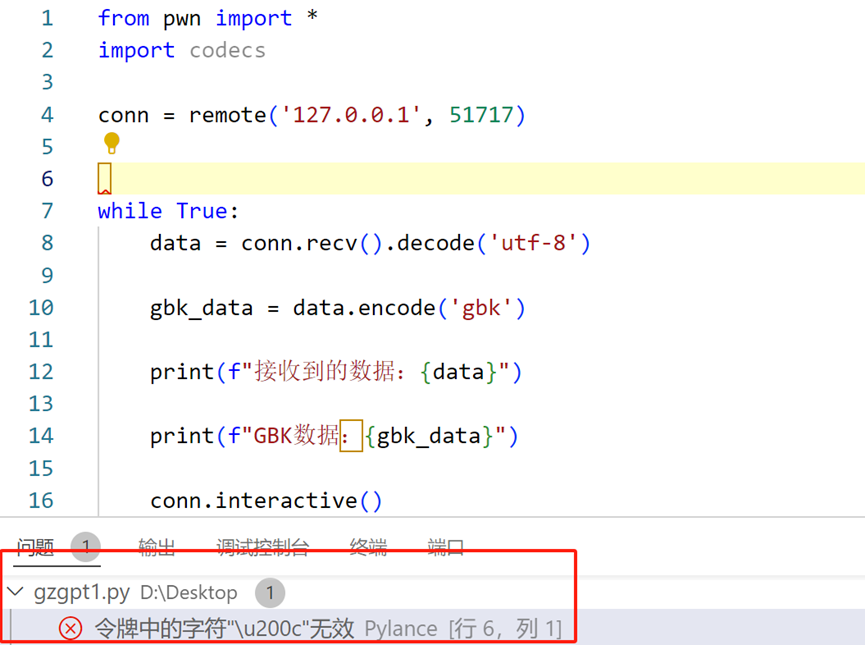 1 from pwn import *
2 import codecs
3
4 conn = remote('127.0.0.1', 51717)
5
6
7 while True:
8 data = conn.recv().decode('utf-8')
9
10 gbk_data = data.encode('gbk')
11
12 print(f"接收到的数据：{data}")
13
14 print(f"GBK数据：{gbk_data}")
15
16 conn.interactive()
问题 1 输出 调试控制台 终端 端口
gzgpt1.py D:\Desktop 1
令牌中的字符"\u200c"无效 Pylance [行 6，列 1]